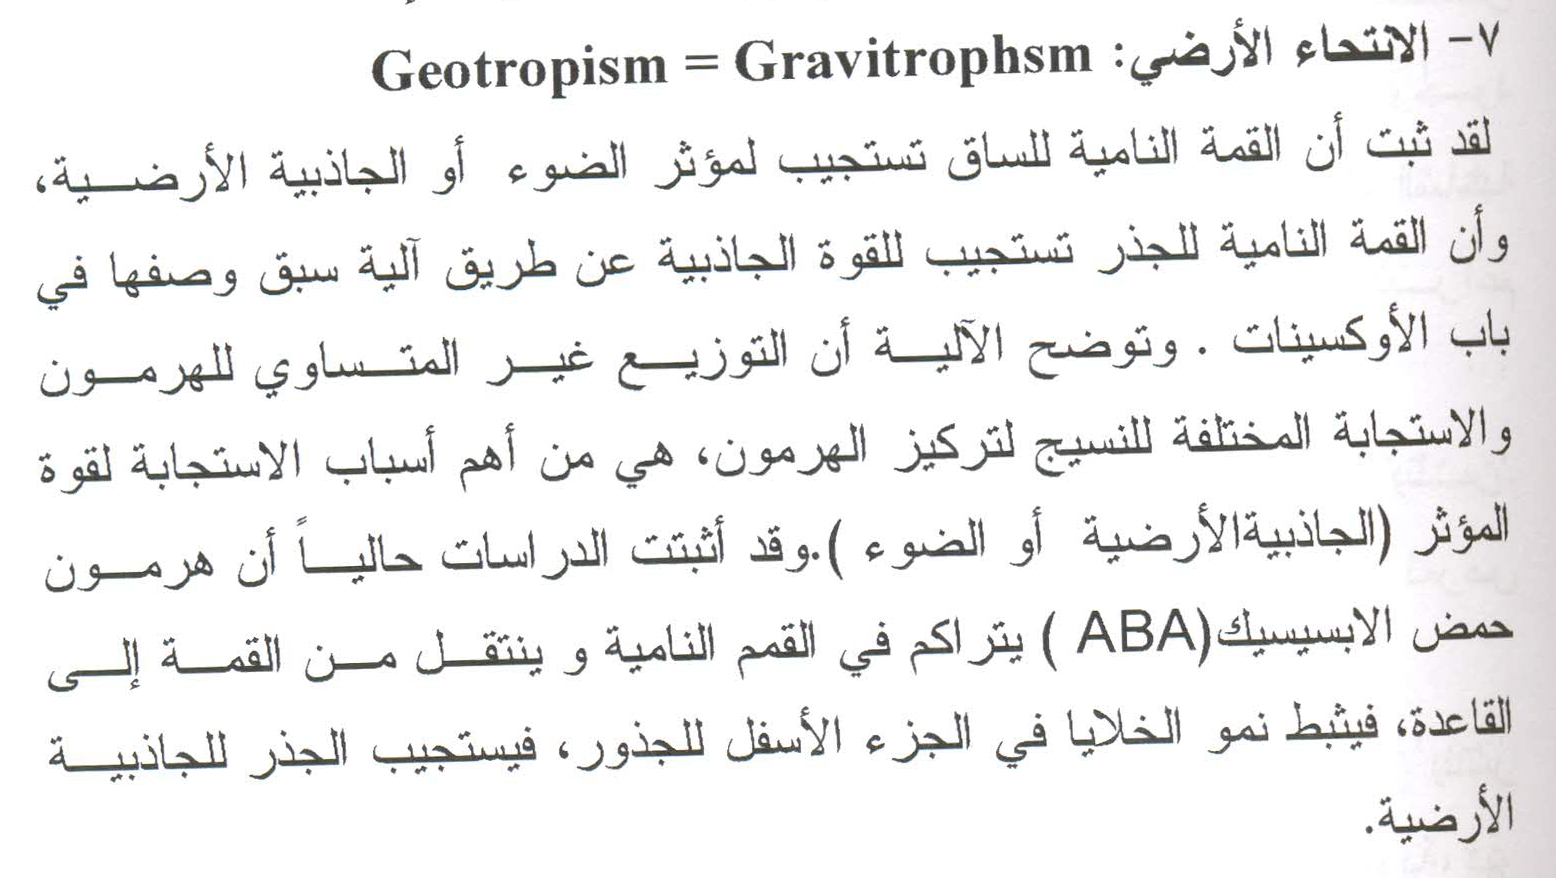 ٧- الانتحاء الأرضي: Geotropism = Gravitrophsm
لقد ثبت أن القمة النامية للساق تستجيب لمؤثر الضوء أو الجاذبية الأرضية،
وأن القمة النامية للجذر تستجيب للقوة الجاذبية عن طريق آلية سبق وصفها في
باب الأوكسينات . وتوضح الآلية أن التوزيع غير المتساوي للهرمون
والاستجابة المختلفة للنسيج لتركيز الهرمون، هي من أهم أسباب الاستجابة لقوة
المؤثر (الجاذبيةالأرضية أو الضوء ).وقد أثبتت الدراسات حالياً أن هرمون
حمض الابسيسيك(ABA ) يتراكم في القمم النامية و ينتقل من القمة إلى
القاعدة، فيثبط نمو الخلايا في الجزء الأسفل للجذور، فيستجيب الجذر للجاذبية
الأرضية.